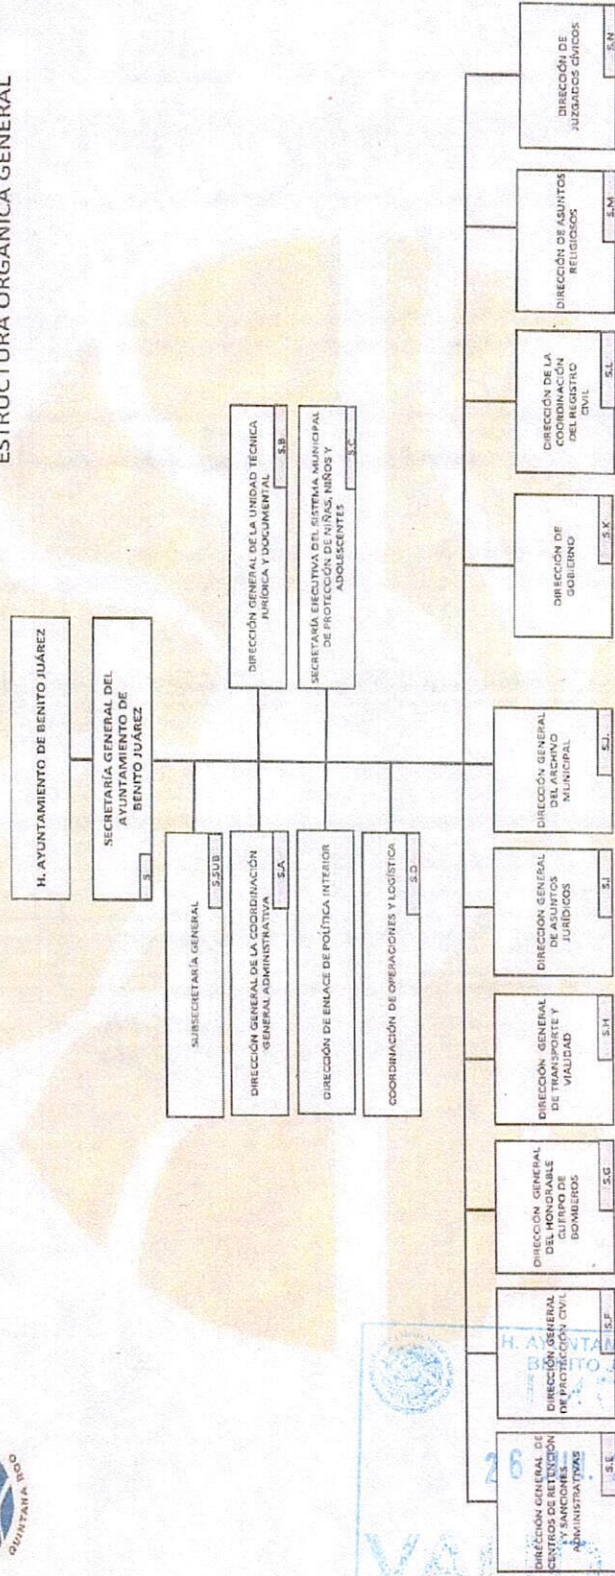 ESTRUCTURA ORGÁNICA GENERAL
QUINTANA ROO
H. AYUNTAMIENTO DE BENITO JUÁREZ
SECRETARÍA GENERAL DEL
AYUNTAMIENTO DE
BENITO JUÁREZ
S
SUBSECRETARÍA GENERAL
S.SUB
DIRECCIÓN GENERAL DE LA COORDINACIÓN
GENERAL ADMINISTRATIVA
S.A
DIRECCIÓN DE ENLACE DE POLÍTICA INTERIOR
COORDINACIÓN DE OPERACIONES Y LOGÍSTICA
S.D
DIRECCIÓN GENERAL DE LA UNIDAD TÉCNICA
JURÍDICA Y DOCUMENTAL
S.B
SECRETARÍA EJECUTIVA DEL SISTEMA MUNICIPAL
DE PROTECCIÓN DE NIÑAS, NIÑOS Y
ADOLESCENTES
S.C
DIRECCIÓN GENERAL DE
CENTROS DE RETENCIÓN
Y SANCIONES
ADMINISTRATIVAS
S.E
DIRECCIÓN GENERAL
DE PROTECCIÓN CIVIL
S.F
DIRECCIÓN GENERAL
DEL HONORABLE
CUERPO DE
BOMBEROS
S.G
DIRECCIÓN GENERAL
DE TRANSPORTE Y
VIALIDAD
S.H
DIRECCIÓN GENERAL
DE ASUNTOS
JURÍDICOS
S.I
DIRECCIÓN GENERAL
DEL ARCHIVO
MUNICIPAL
S.J.
DIRECCIÓN DE
GOBIERNO
S.K
DIRECCIÓN DE LA
COORDINACIÓN
DEL REGISTRO
CIVIL
S.L
DIRECCIÓN DE ASUNTOS
RELIGIOSOS
S.M
DIRECCIÓN DE
JUZGADOS CÍVICOS
S.N
H.
26